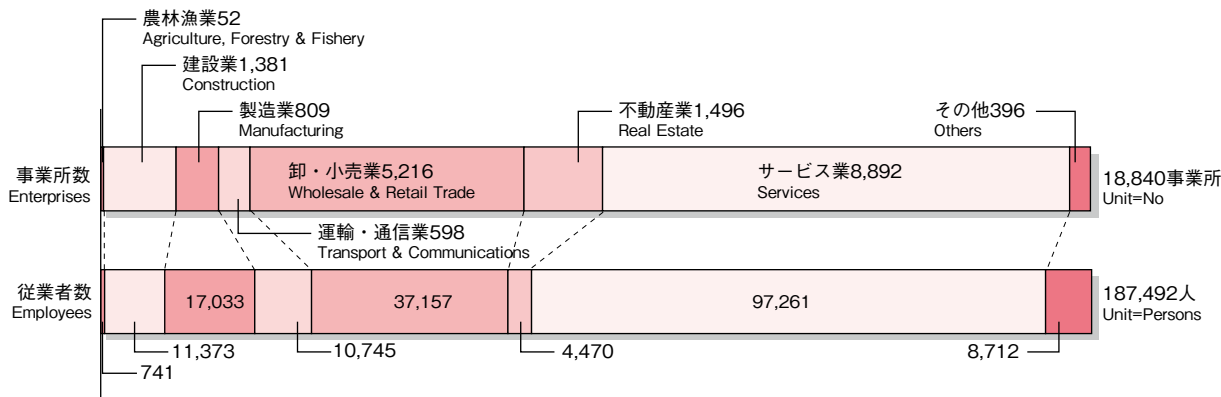 農林漁業52
Agriculture, Forestry & Fishery
建設業1,381
Construction
製造業809
Manufacturing
不動産業1,496
Real Estate
その他396
Others
事業所数
Enterprises
卸・小売業5,216
Wholesale & Retail Trade
サービス業8,892
Services
18,840事業所
Unit=No
運輸・通信業598
Transport & Communications
従業者数
Employees
17,033
37,157
97,261
187,492人
Unit=Persons
11,373
10,745
4,470
8,712
741